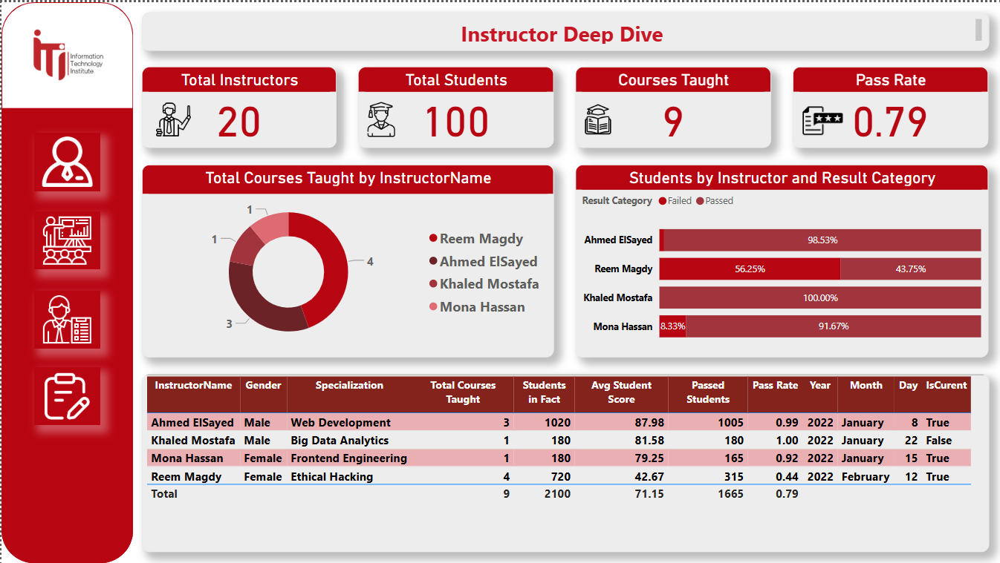 Information
Technology
Institute
Instructor Deep Dive
Total Instructors
20
Total Students
100
Courses Taught
9
Pass Rate
0.79
Total Courses Taught by InstructorName
1
1
3
4
Reem Magdy
Ahmed ElSayed
Khaled Mostafa
Mona Hassan
Students by Instructor and Result Category
Result Category Failed Passed
Ahmed ElSayed 98.53%
Reem Magdy 56.25% 43.75%
Khaled Mostafa 100.00%
Mona Hassan 8.33% 91.67%
InstructorName Gender Specialization Total Courses Taught Students in Fact Avg Student Score Passed Students Pass Rate Year Month Day IsCurent
Ahmed ElSayed Male Web Development 3 1020 87.98 1005 0.99 2022 January 8 True
Khaled Mostafa Male Big Data Analytics 1 180 81.58 180 1.00 2022 January 22 False
Mona Hassan Female Frontend Engineering 1 180 79.25 165 0.92 2022 January 15 True
Reem Magdy Female Ethical Hacking 4 720 42.67 315 0.44 2022 February 12 True
Total 9 2100 71.15 1665 0.79